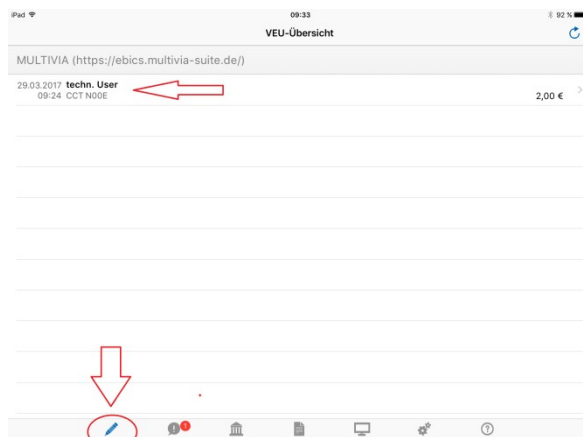 iPad
09:33
92 %
VEU-Übersicht
MULTIVIA (https://ebics.multivia-suite.de/)
29.03.2017 techn. User
09:24 CCT N00E
2,00 €
1
?